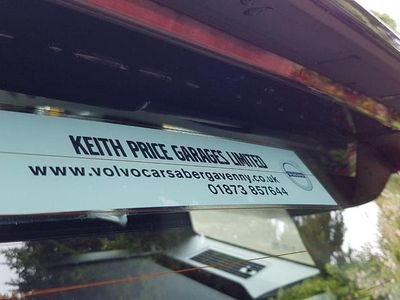 KEITH PRICE GARAGES LIMITED
www.volvocarsabergavenny.co.uk
01873 857644